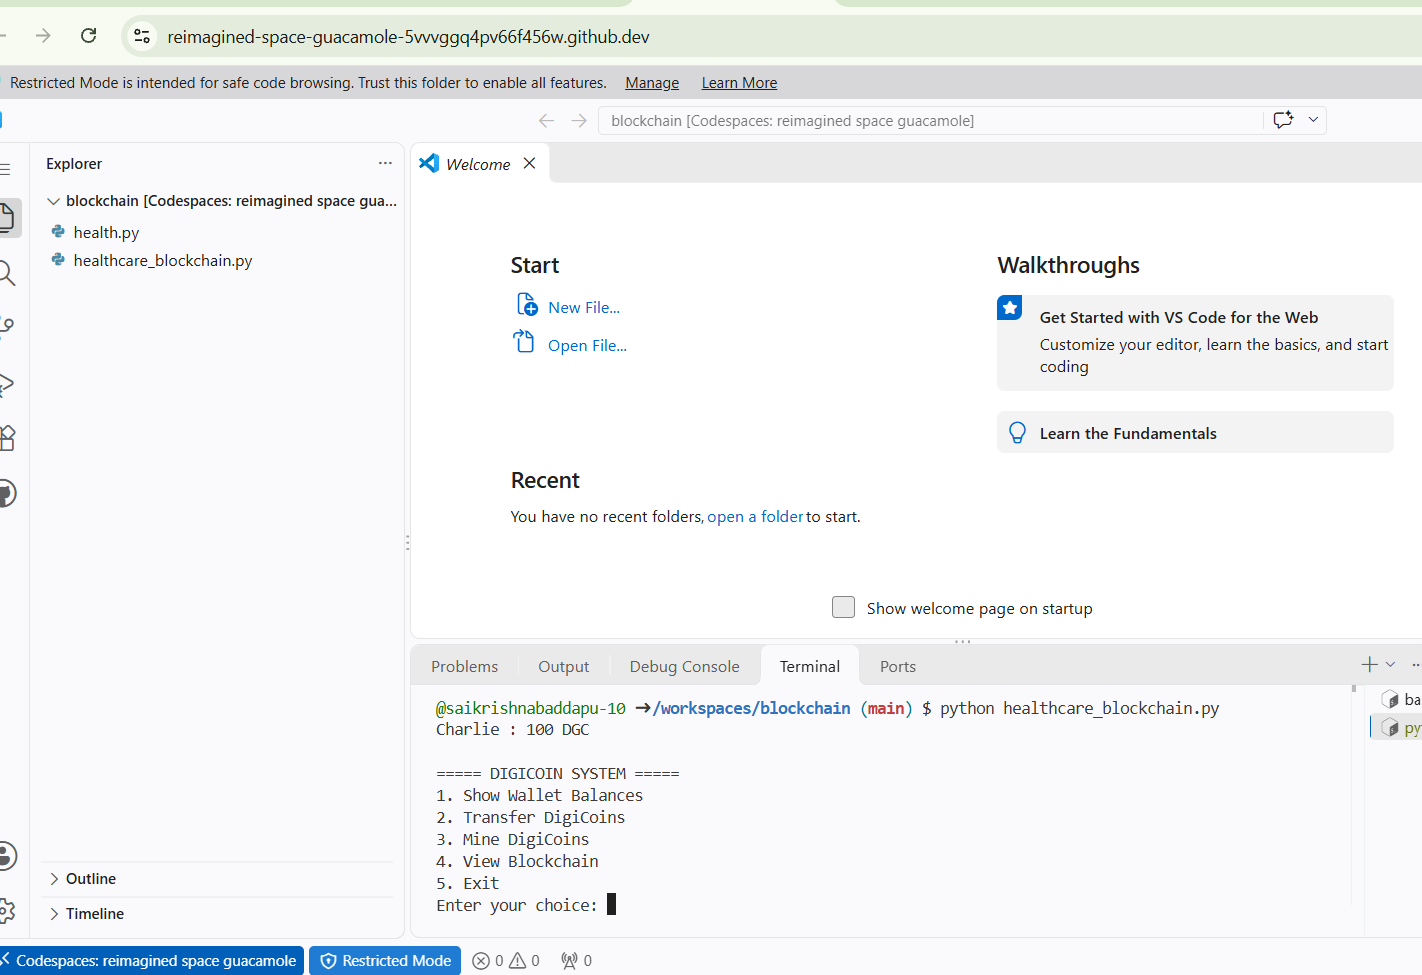 reimagined-space-guacamole-5vvvggq4pv66f456w.github.dev
Restricted Mode is intended for safe code browsing. Trust this folder to enable all features. Manage Learn More
blockchain [Codespaces: reimagined space guacamole]
Explorer
blockchain [Codespaces: reimagined space gua...
health.py
healthcare_blockchain.py
Outline
Timeline
Welcome
Start
New File...
Open File...
Recent
You have no recent folders, open a folder to start.
Walkthroughs
Get Started with VS Code for the Web
Customize your editor, learn the basics, and start
coding
Learn the Fundamentals
Show welcome page on startup
Problems Output Debug Console Terminal Ports
@saikrishnabaddapu-10 ➜/workspaces/blockchain (main) $ python healthcare_blockchain.py
Charlie : 100 DGC
===== DIGICOIN SYSTEM =====
1. Show Wallet Balances
2. Transfer DigiCoins
3. Mine DigiCoins
4. View Blockchain
5. Exit
Enter your choice:
ba
py
Codespaces: reimagined space guacamole Restricted Mode 0 0 0